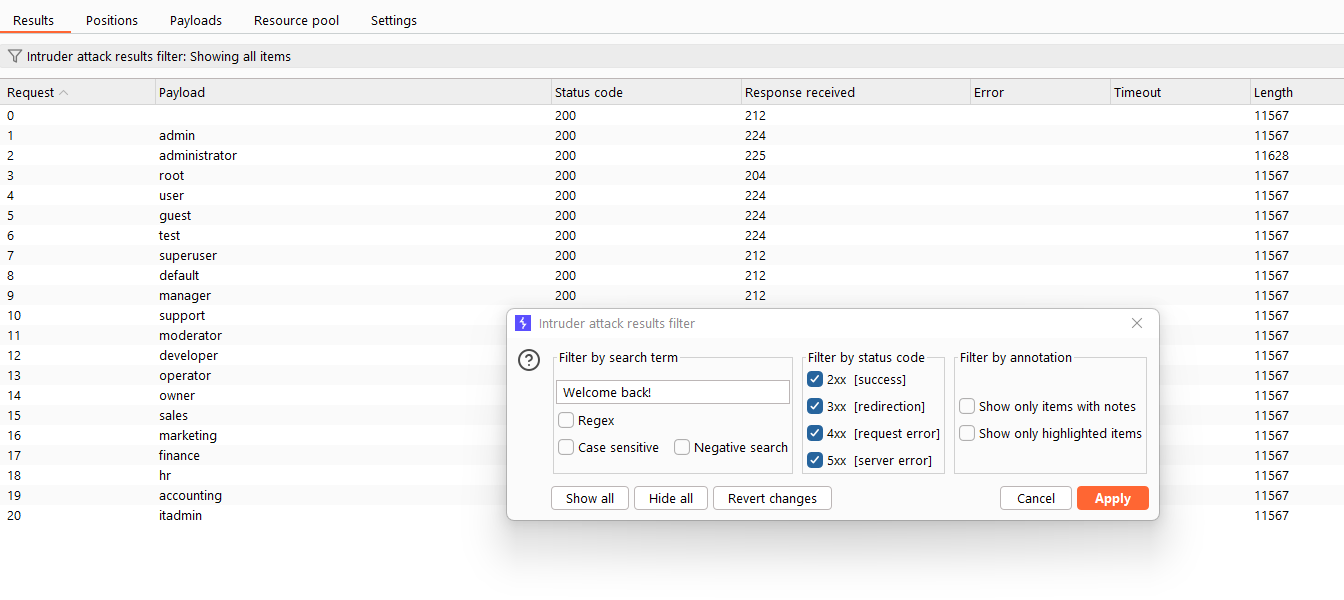 Results Positions Payloads Resource pool Settings
Intruder attack results filter: Showing all items
Request Payload Status code Response received Error Timeout Length
0 200 212 11567
1 admin 200 224 11567
2 administrator 200 225 11628
3 root 200 204 11567
4 user 200 224 11567
5 guest 200 224 11567
6 test 200 224 11567
7 superuser 200 212 11567
8 default 200 212 11567
9 manager 200 212 11567
10 support 11567
11 moderator 11567
12 developer 11567
13 operator 11567
14 owner 11567
15 sales 11567
16 marketing 11567
17 finance 11567
18 hr 11567
19 accounting 11567
20 itadmin 11567
Intruder attack results filter
? Filter by search term Filter by status code Filter by annotation
Welcome back!
Regex
Case sensitive Negative search
2xx [success]
3xx [redirection]
4xx [request error]
5xx [server error]
Show only items with notes
Show only highlighted items
Show all Hide all Revert changes Cancel Apply